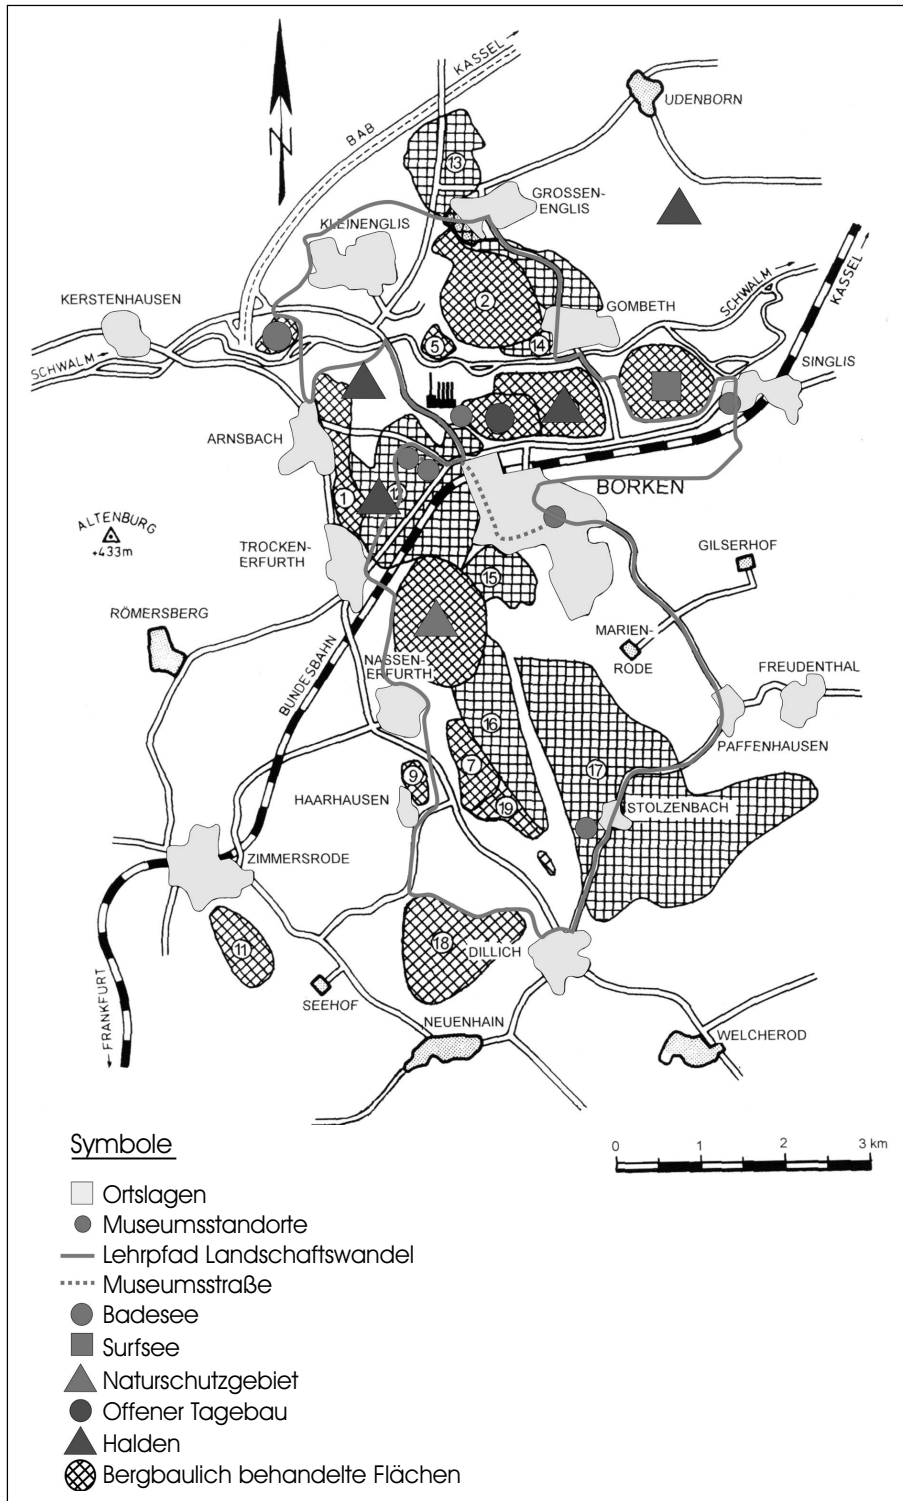 KASSEL
BAB
N
UDENBORN
13
GROSSEN-
ENGLIS
KLEINENGLIS
KERSTENHAUSEN
2
GOMBETH
SCHWALM
KASSEL
SCHWALM
5
14
SINGLIS
ARNSBACH
1
12
BORKEN
ALTENBURG
+433m
TROCKEN-
ERFURTH
15
GILSERHOF
RÖMERSBERG
BUNDESBAHN
NASSEN-
ERFURTH
MARIEN-
RODE
FREUDENTHAL
16
PAFFENHAUSEN
7
17
9
HAARHAUSEN
19
STOLZENBACH
ZIMMERSRODE
11
18
DILLICH
FRANKFURT
SEEHOF
NEUENHAIN
WELCHEROD
Symbole
0 1 2 3 km
Ortslagen
Museumsstandorte
Lehrpfad Landschaftswandel
Museumsstraße
Badesee
Surfsee
Naturschutzgebiet
Offener Tagebau
Halden
Bergbaulich behandelte Flächen